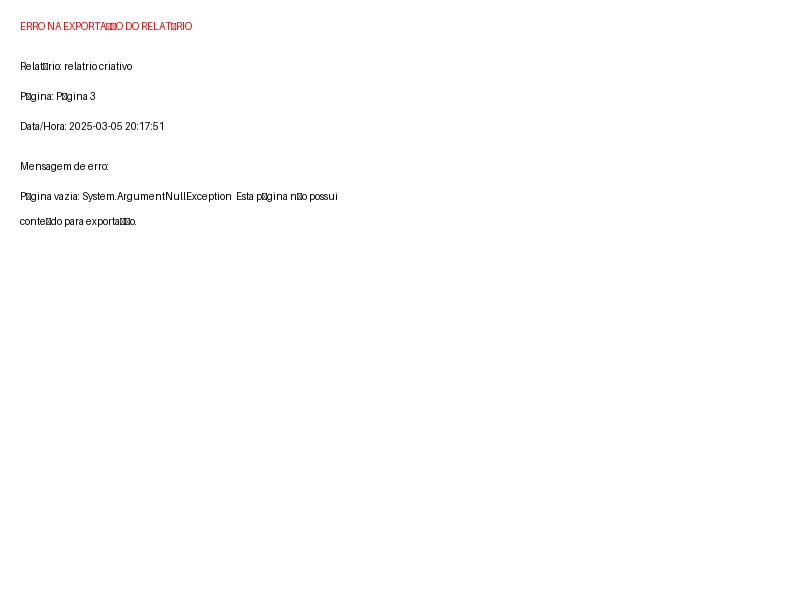 ERRO NA EXPORTA▯▯O DO RELAT▯RIO
Relat▯rio: relatrio criativo
P▯gina: P▯gina 3
Data/Hora: 2025-03-05 20:17:51
Mensagem de erro:
P▯gina vazia: System.ArgumentNullException  Esta p▯gina n▯o possui
conte▯do para exporta▯▯o.